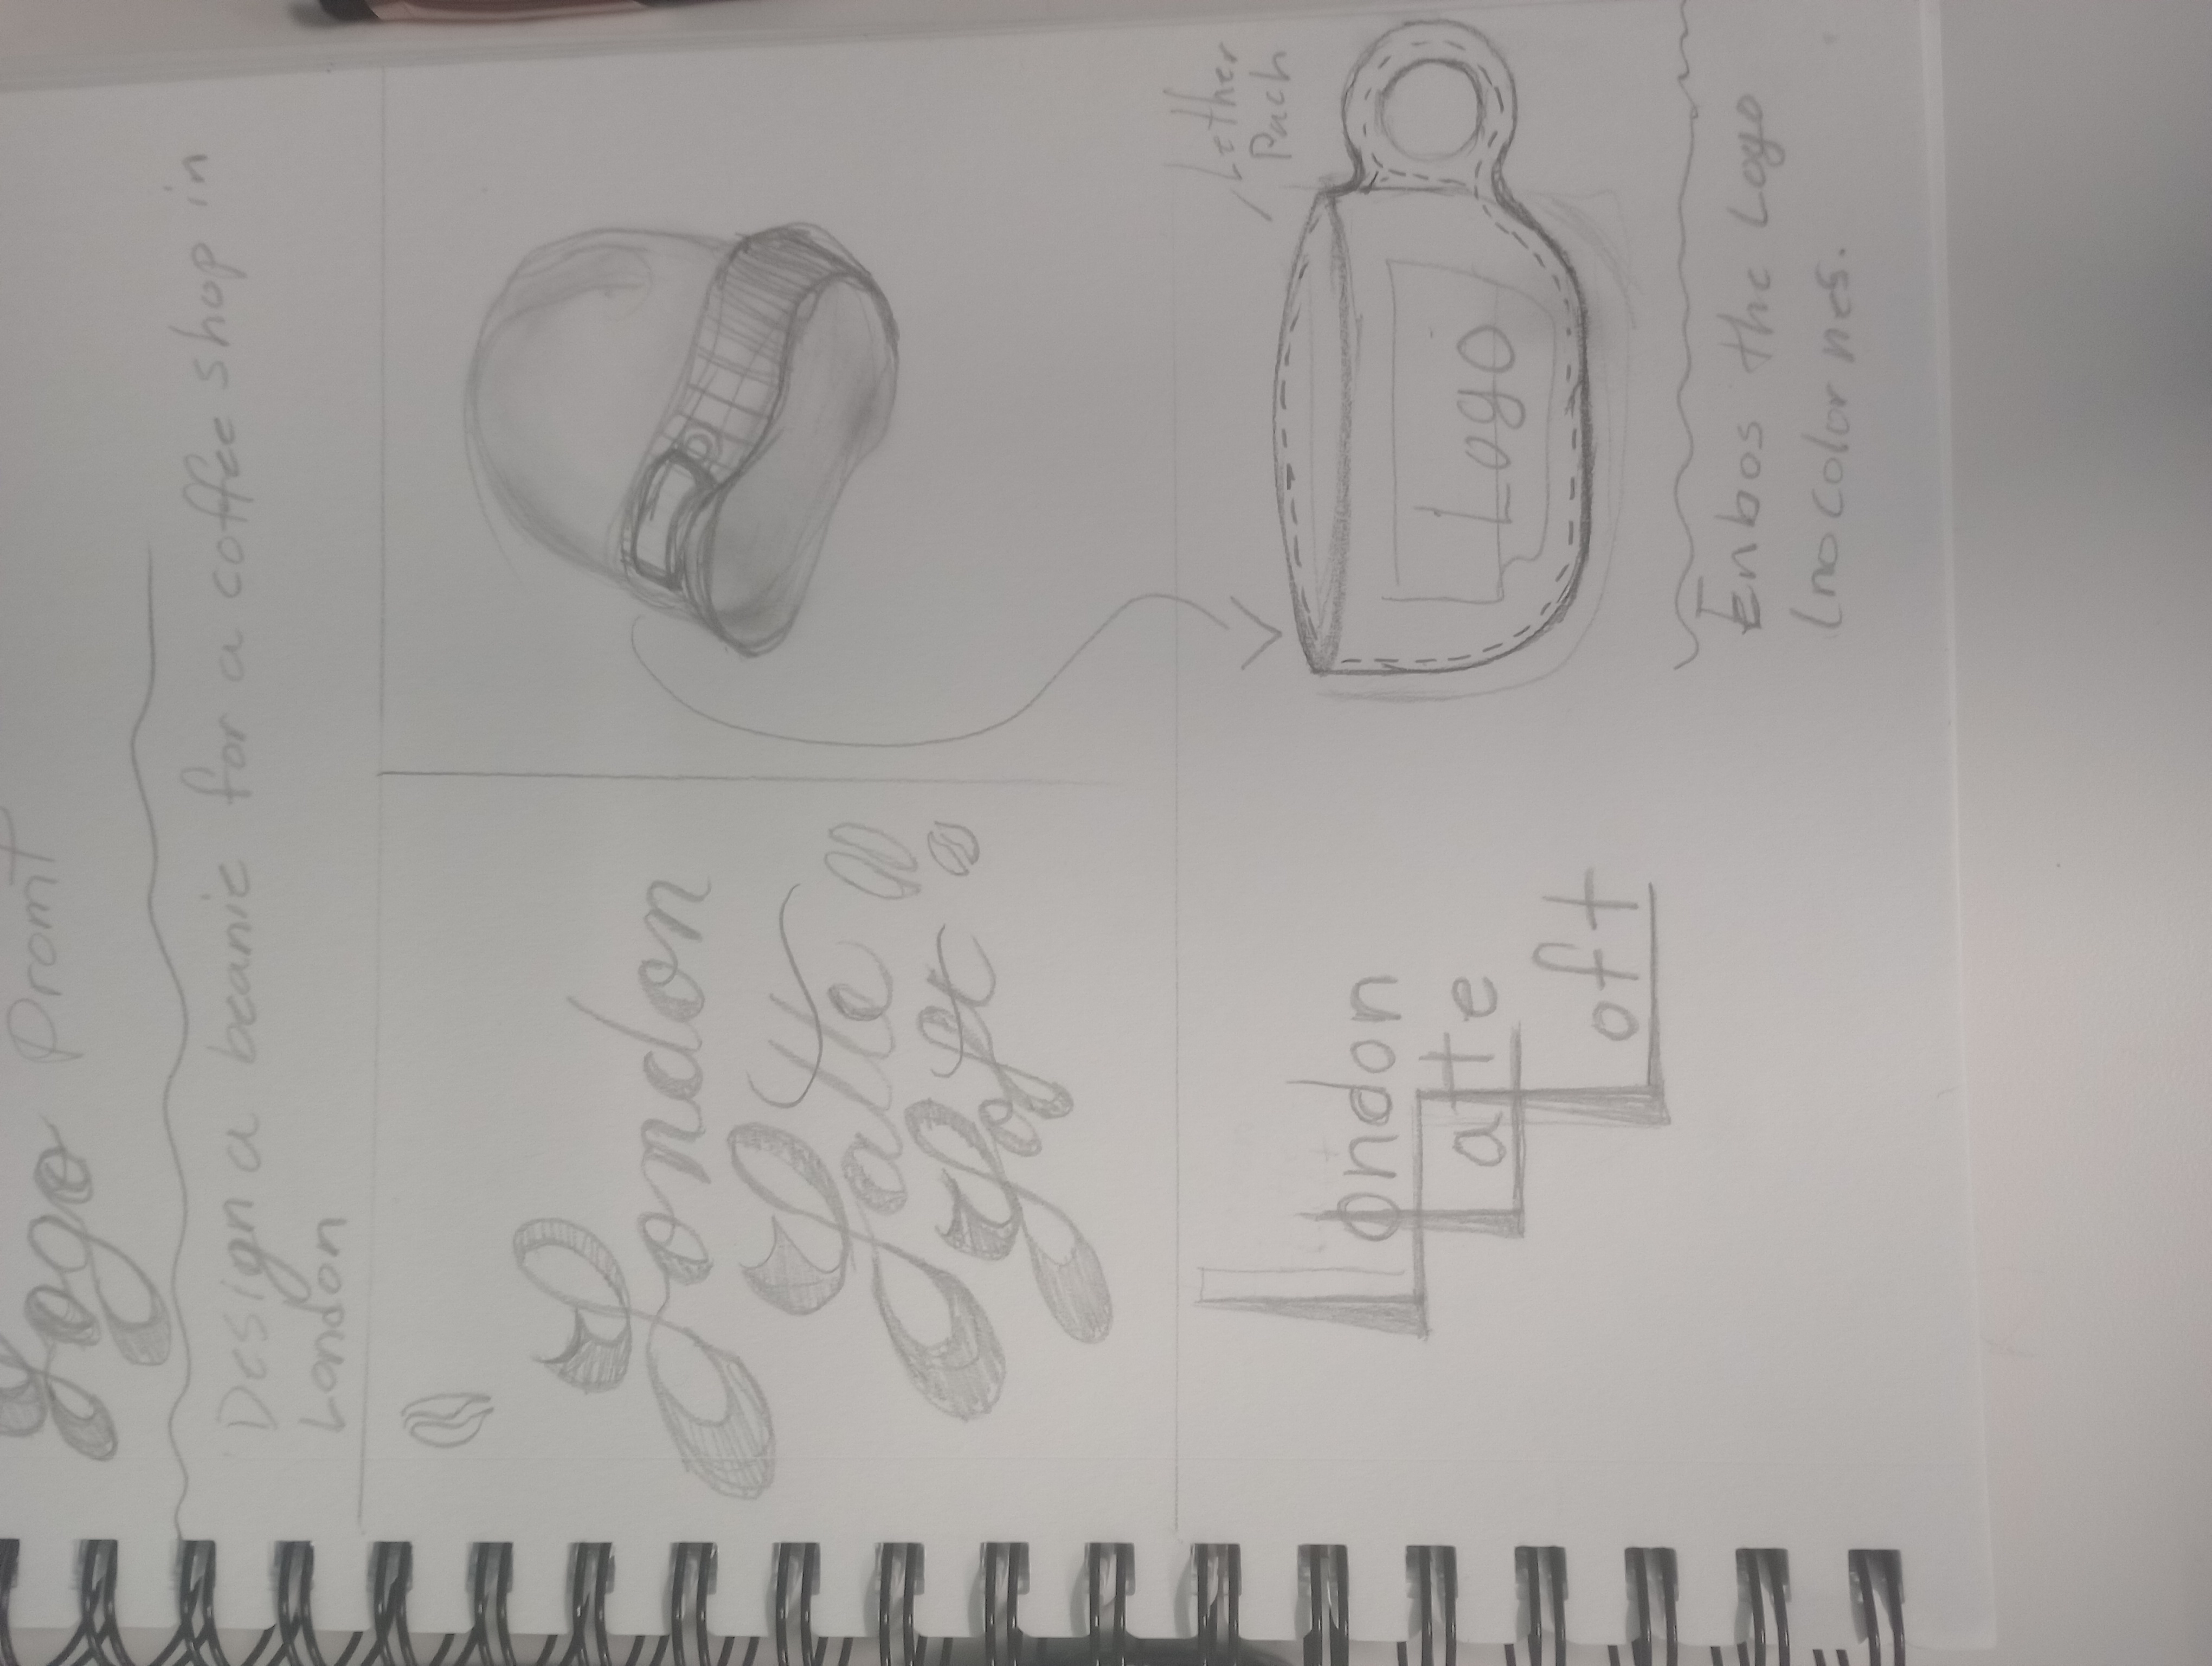 Logo Promt
Design a beanie for a coffee shop in
London
London
Latte
Loft
London
Latte
Loft
Lether
Pach
Logo
Enbos the Logo
(no color nes.